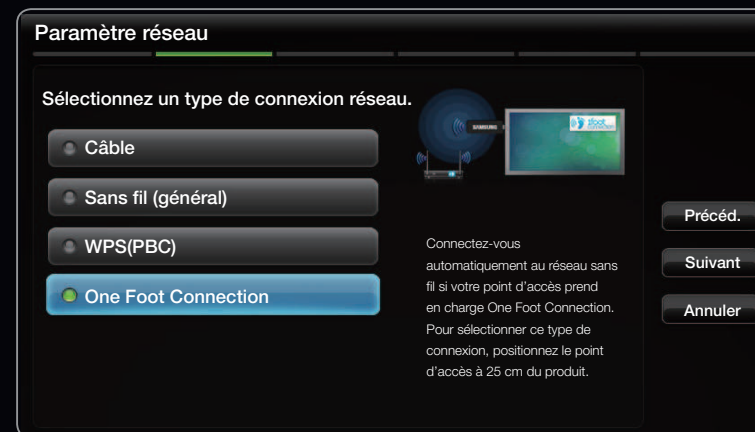 Paramètre réseau
Sélectionnez un type de connexion réseau.
Câble
Sans fil (général)
WPS(PBC)
One Foot Connection
SAMSUNG
Connectez-vous
automatiquement au réseau sans
fil si votre point d’accès prend
en charge One Foot Connection.
Pour sélectionner ce type de
connexion, positionnez le point
d’accès à 25 cm du produit.
Précéd.
Suivant
Annuler